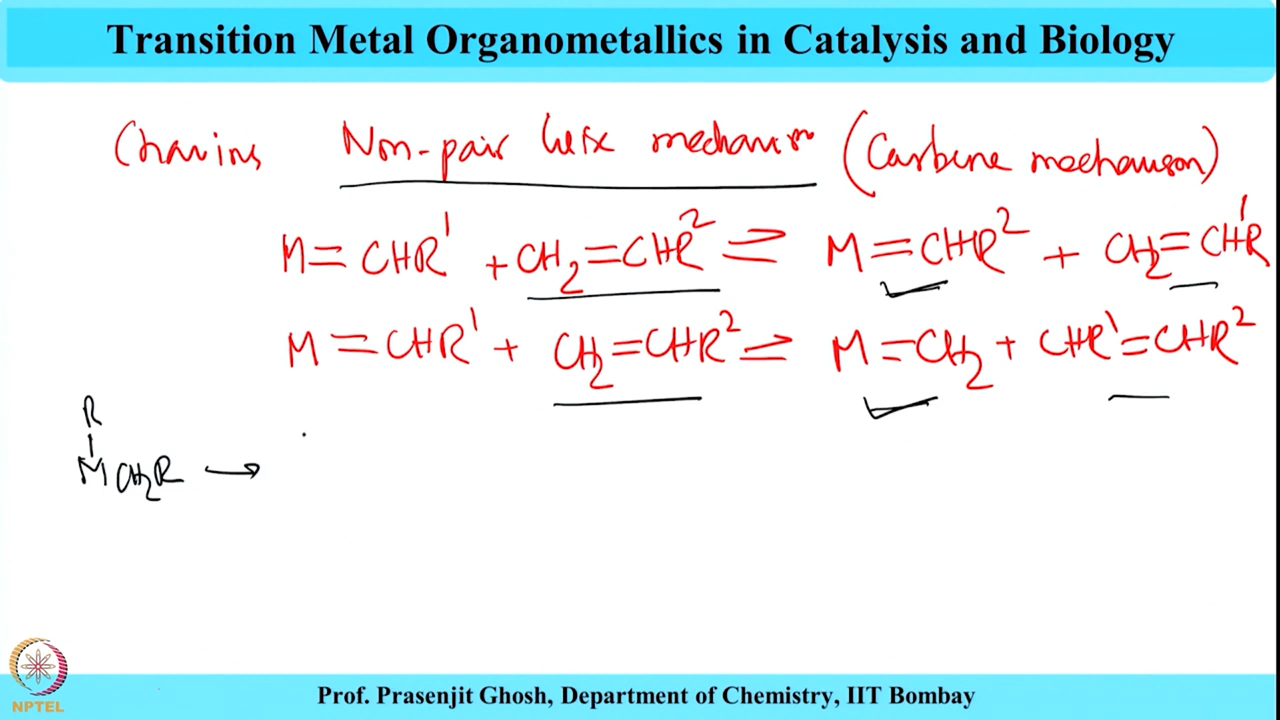 Transition Metal Organometallics in Catalysis and Biology
Chauvins Non-pair wise mechanism (Carbene mechanism)
M=CHR¹ + CH₂=CHR² ⇌ M=CHR² + CH₂=CHR¹
M=CHR¹ + CH₂=CHR² ⇌ M=CH₂ + CHR¹=CHR²
R
|
MCH₂R →
NPTEL
Prof. Prasenjit Ghosh, Department of Chemistry, IIT Bombay